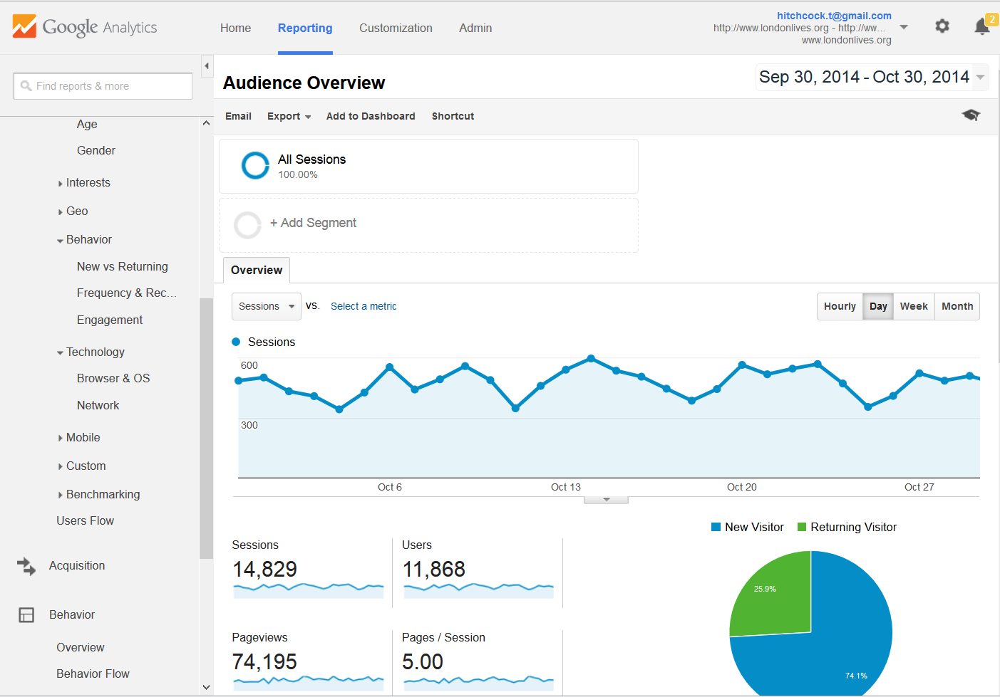 Google Analytics
Home Reporting Customization Admin
hitchcock.t@gmail.com
http://www.londonlives.org - http://ww...
www.londonlives.org
2
Find reports & more
Audience Overview
Sep 30, 2014 - Oct 30, 2014
Email Export Add to Dashboard Shortcut
Age
Gender
Interests
Geo
Behavior
New vs Returning
Frequency & Rec...
Engagement
Technology
Browser & OS
Network
Mobile
Custom
Benchmarking
Users Flow
Acquisition
Behavior
Overview
Behavior Flow
All Sessions
100.00%
+ Add Segment
Overview
Sessions vs. Select a metric
Hourly Day Week Month
Sessions
600
300
Oct 6 Oct 13 Oct 20 Oct 27
New Visitor Returning Visitor
Sessions
14,829
Users
11,868
Pageviews
74,195
Pages / Session
5.00
25.9%
74.1%